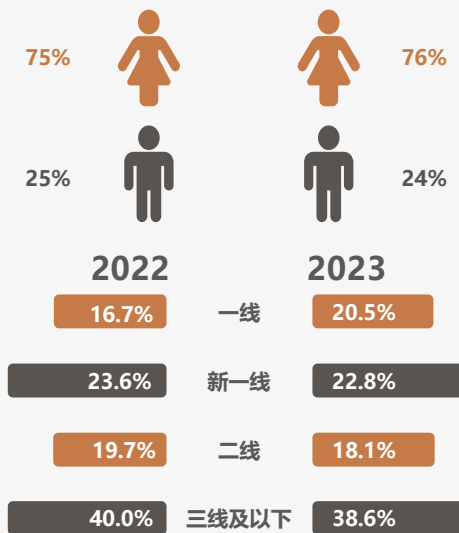 75% 76%
25% 24%
2022 2023
16.7% 一线 20.5%
23.6% 新一线 22.8%
19.7% 二线 18.1%
40.0% 三线及以下 38.6%